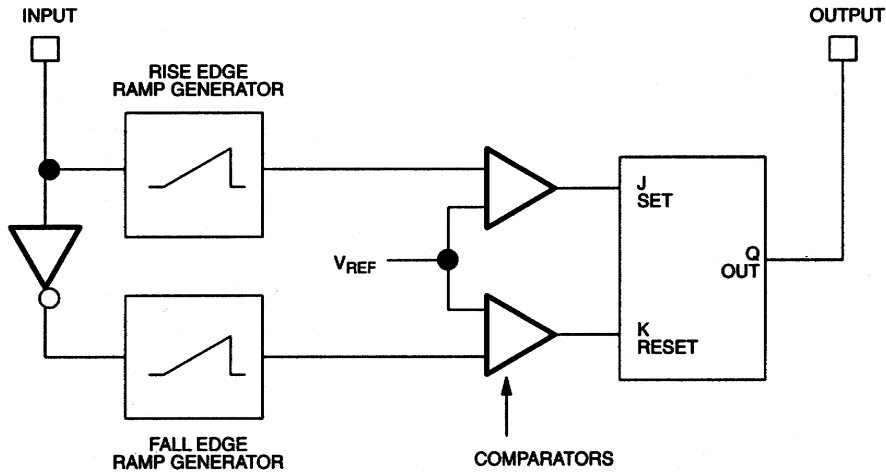 INPUT
OUTPUT
RISE EDGE
RAMP GENERATOR
J
SET
Q
OUT
VREF
K
RESET
FALL EDGE
RAMP GENERATOR
COMPARATORS